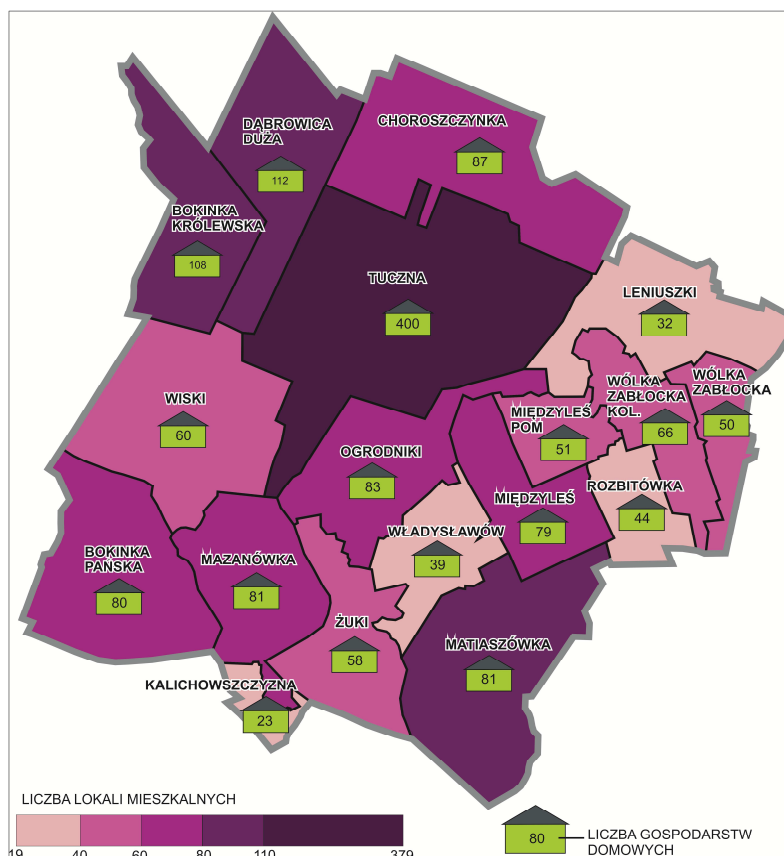 CHOROSZCZYNKA
87
DĄBROWICA
DUŻA
112
BOKINKA
KRÓLEWSKA
108
TUCZNA
400
LENIUSZKI
32
WISKI
60
WÓLKA
ZABŁOCKA
50
WÓLKA
ZABŁOCKA
KOL.
66
MIĘDZYLEŚ
POM
51
OGRODNIKI
83
MIĘDZYLEŚ
79
ROZBITÓWKA
44
WŁADYSŁAWÓW
39
BOKINKA
PAŃSKA
80
MAZANÓWKA
81
ŻUKI
58
MATIASZÓWKA
81
KALICHOWSZCZYZNA
23
LICZBA LOKALI MIESZKALNYCH
19 40 60 80 110 379
80
LICZBA GOSPODARSTW
DOMOWYCH